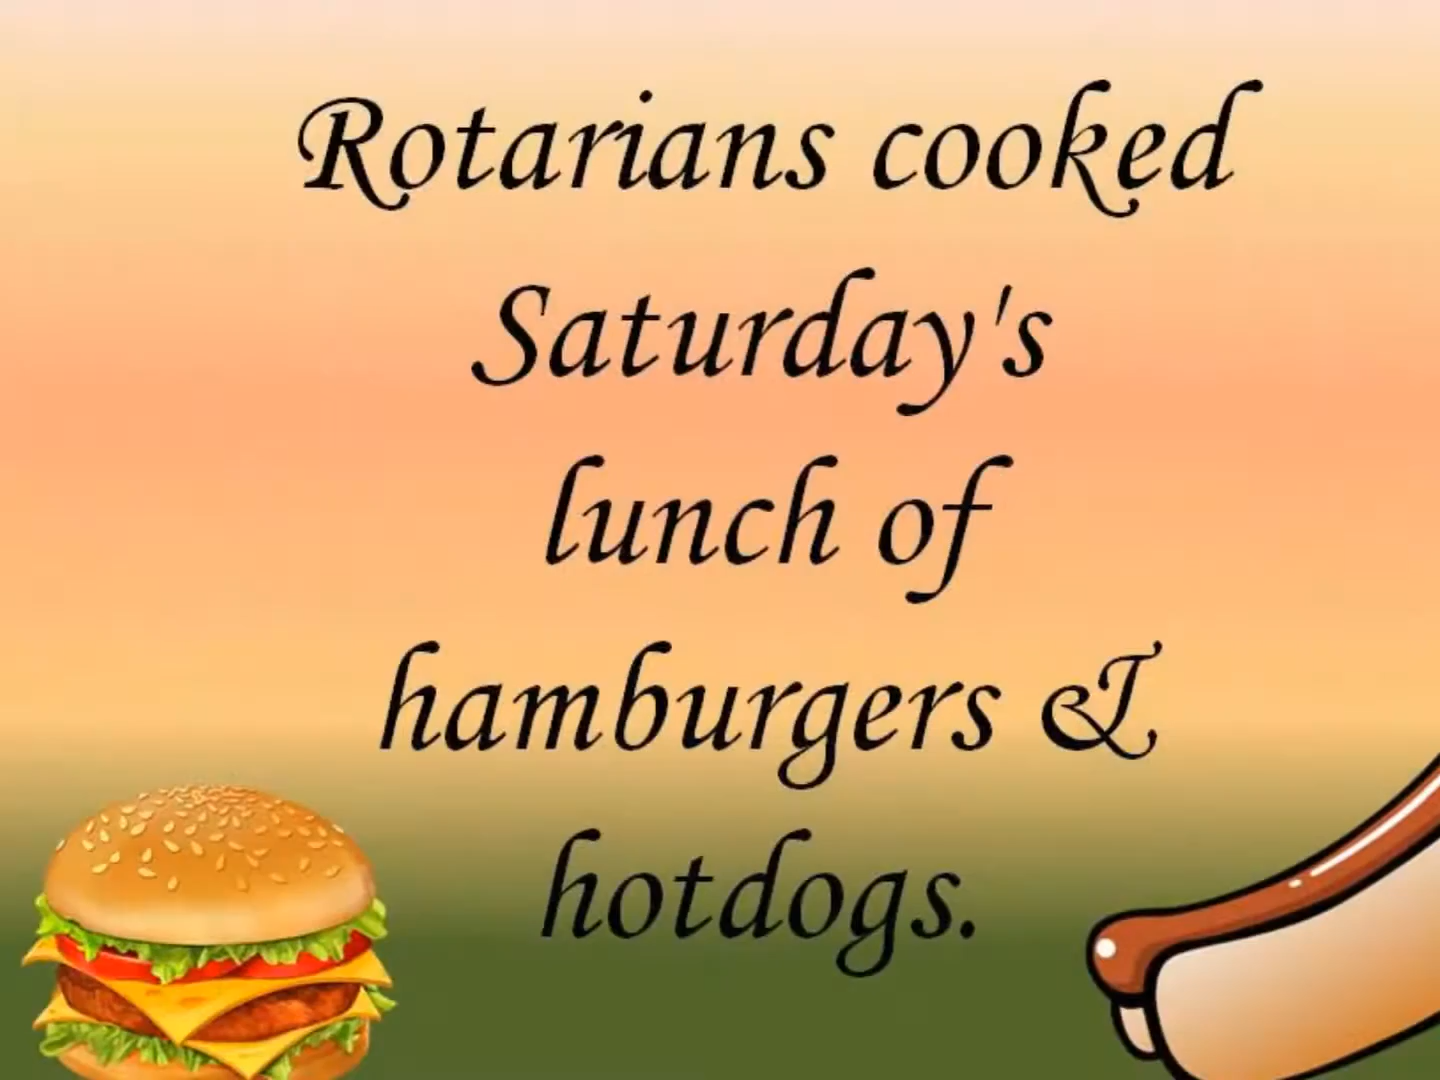 Rotarians cooked
Saturday's
lunch of
hamburgers &
hotdogs.